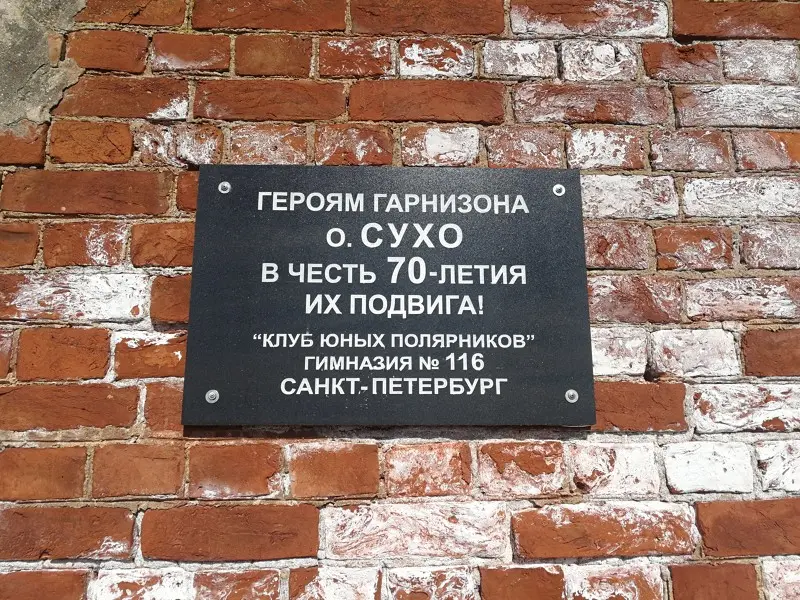 ГЕРОЯМ ГАРНИЗОНА
О. СУХО
В ЧЕСТЬ 70-ЛЕТИЯ
ИХ ПОДВИГА!
"КЛУБ ЮНЫХ ПОЛЯРНИКОВ"
ГИМНАЗИЯ № 116
САНКТ.-ПЕТЕРБУРГ